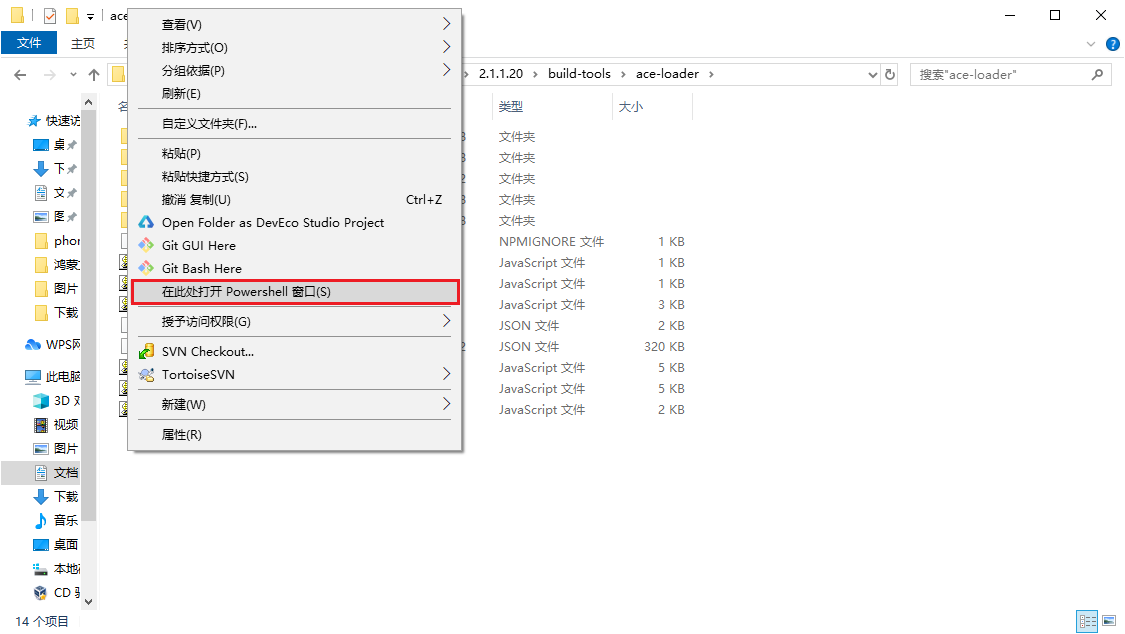 ace
文件
主页
2.1.1.20 > build-tools > ace-loader >
搜索"ace-loader"
查看(V)
排序方式(O)
分组依据(P)
刷新(E)
自定义文件夹(F)...
粘贴(P)
粘贴快捷方式(S)
撤消 复制(U) Ctrl+Z
Open Folder as DevEco Studio Project
Git GUI Here
Git Bash Here
在此处打开 Powershell 窗口(S)
授予访问权限(G)
SVN Checkout...
TortoiseSVN
新建(W)
属性(R)
快速访
桌
下
文
图
phor
鸿蒙
图片
下载
WPS网
此电脑
3D 对
视频
图片
文档
下载
音乐
桌面
本地磁
CD 驱
类型 大小
文件夹
文件夹
文件夹
文件夹
文件夹
NPMIGNORE 文件 1 KB
JavaScript 文件 1 KB
JavaScript 文件 1 KB
JavaScript 文件 3 KB
JSON 文件 2 KB
JSON 文件 320 KB
JavaScript 文件 5 KB
JavaScript 文件 5 KB
JavaScript 文件 2 KB
14 个项目